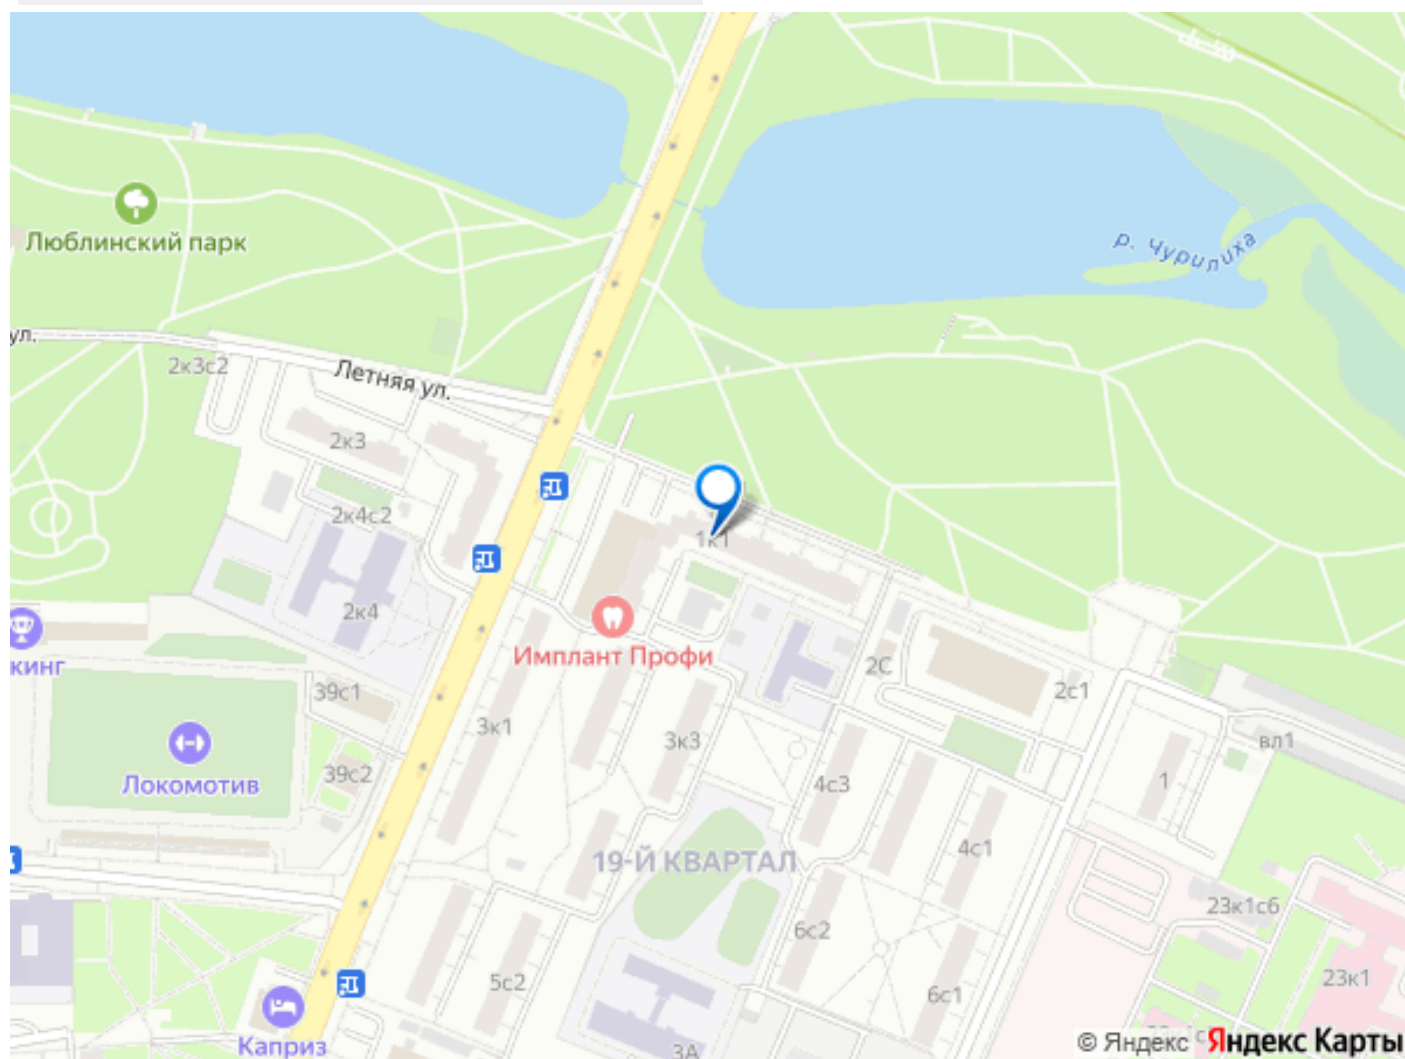 р. Чурилиха
Люблинский парк
ул.
2к3с2
Летняя ул.
2к3
2к4с2
1к1
2к4
Имплант Профи
кинг
2С
2с1
39с1
3к1
3к3
вл1
Локомотив
39с2
4с3
1
4с1
19-Й КВАРТАЛ
23к1с6
6с2
5с2
6с1
23к1
Каприз
3А
© Яндекс Яндекс Карты